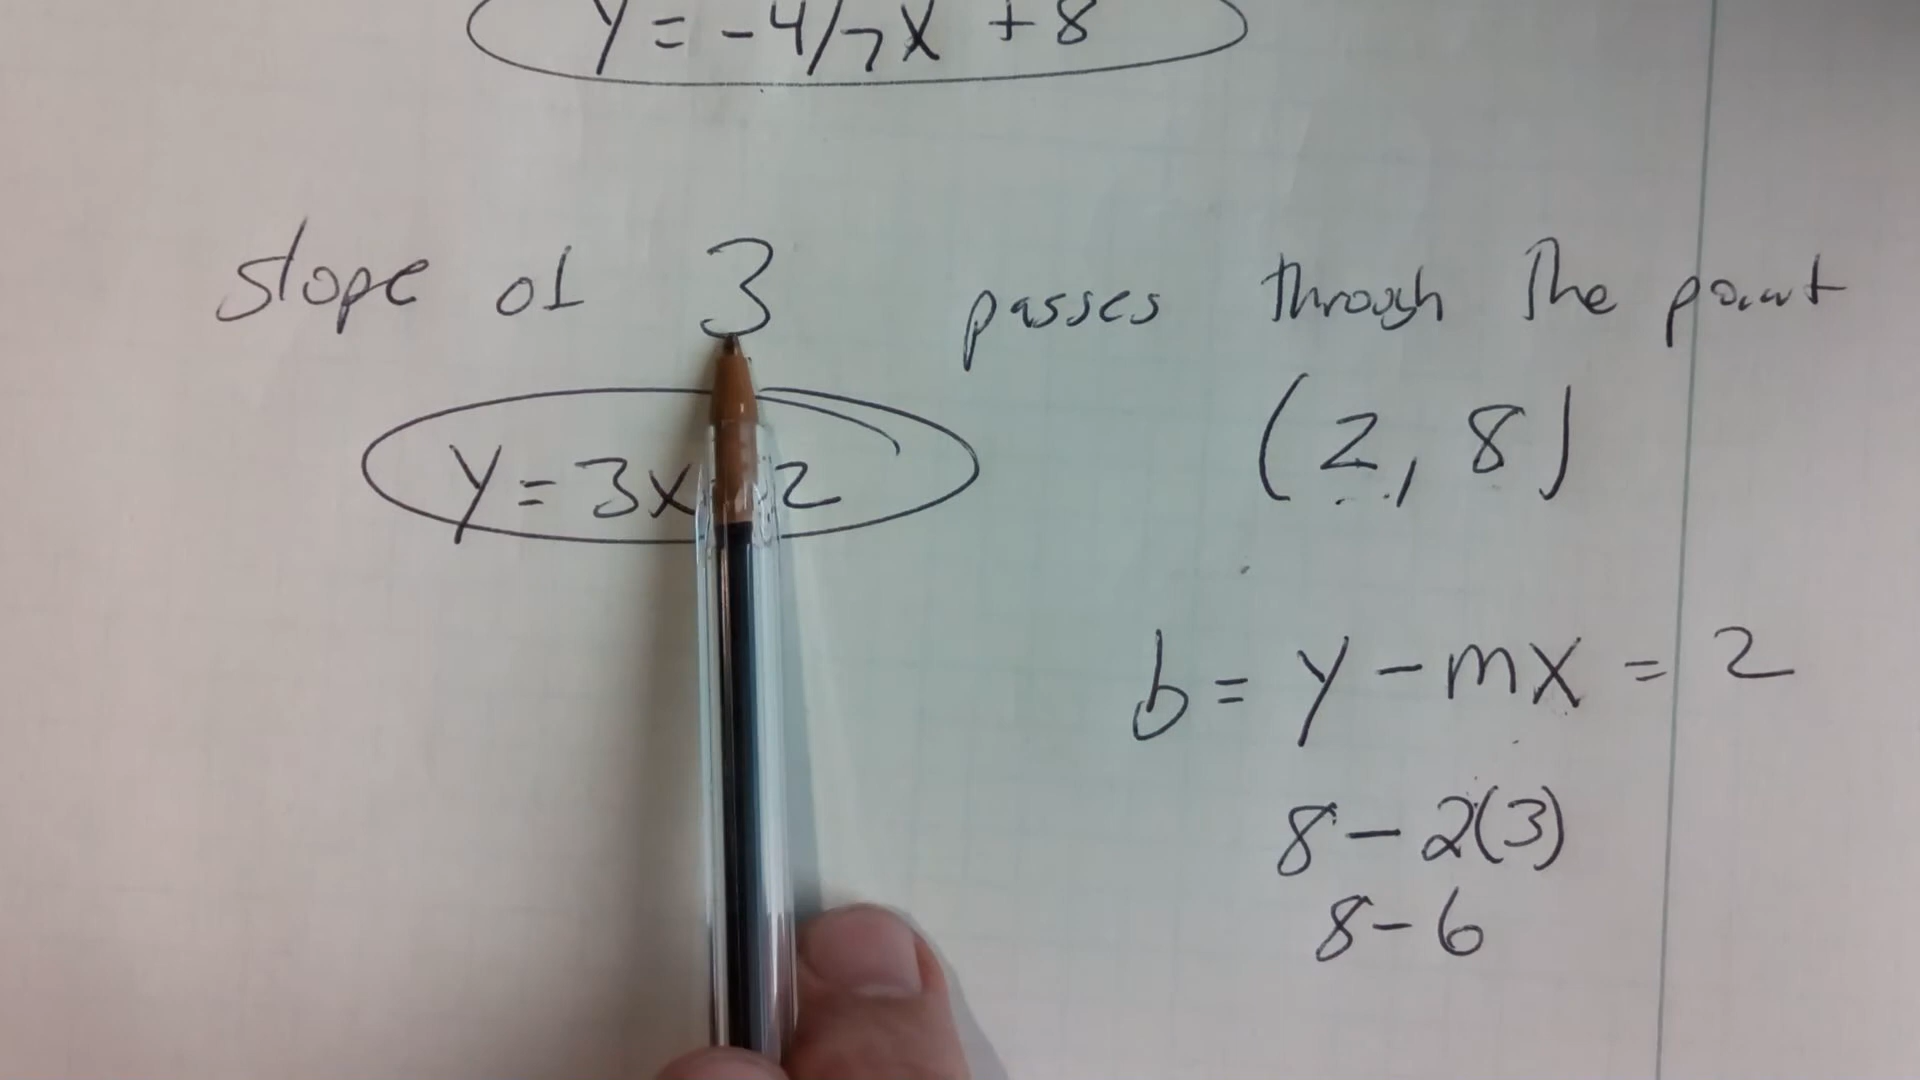 y = -4/7x + 8
slope of 3 passes through the point
(2, 8)
y = 3x 2
b = y - mx = 2
8 - 2(3)
8 - 6